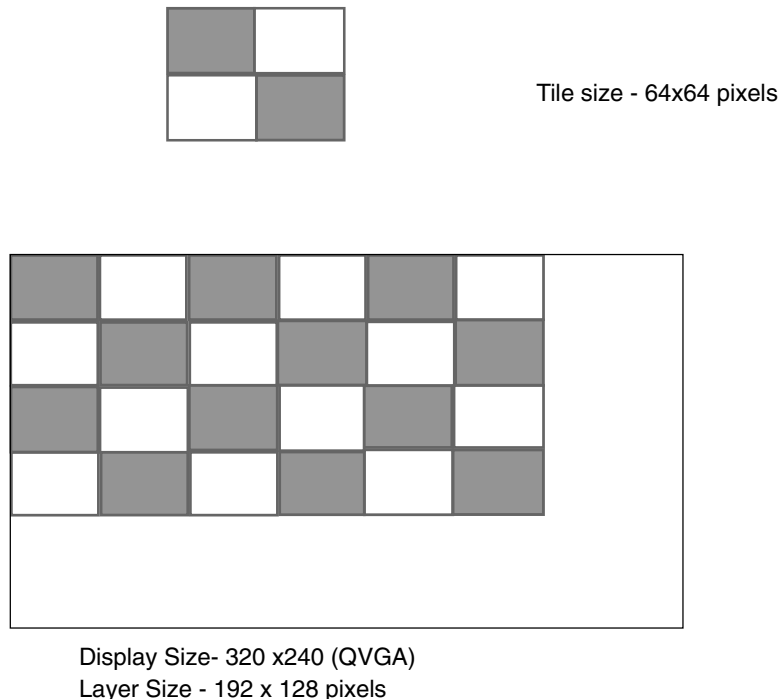 Tile size - 64x64 pixels
Display Size- 320 x240 (QVGA)
Layer Size - 192 x 128 pixels